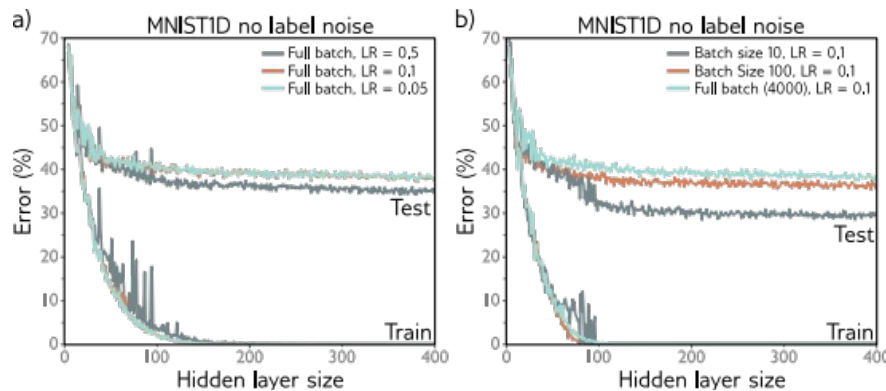 a)
MNIST1D no label noise
Full batch, LR = 0.5
Full batch, LR = 0.1
Full batch, LR = 0.05
70
60
50
40
30
20
10
0
Error (%)
Test
Train
0
100
200
300
400
Hidden layer size
b)
MNIST1D no label noise
Batch size 10, LR = 0.1
Batch Size 100, LR = 0.1
Full batch (4000), LR = 0.1
70
60
50
40
30
20
10
0
Error (%)
Test
Train
0
100
200
300
400
Hidden layer size